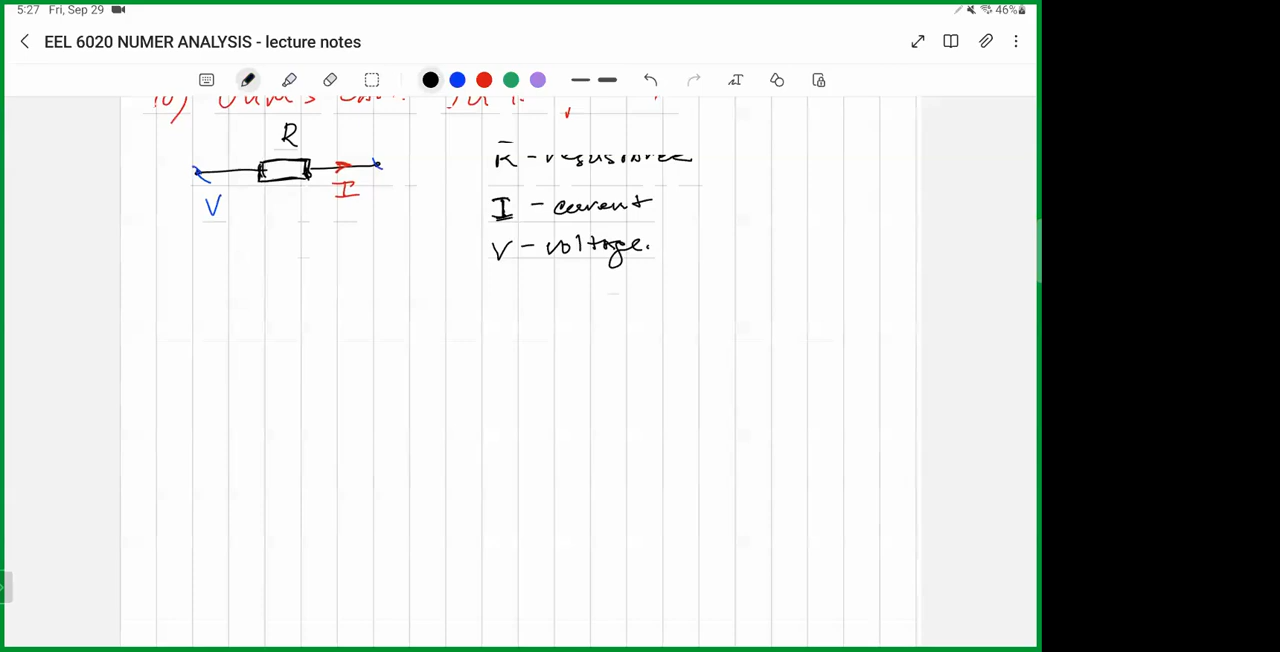 5:27 Fri, Sep 29 46%
EEL 6020 NUMER ANALYSIS - lecture notes
R
R - resistance
I
I - current
V
V - voltage.